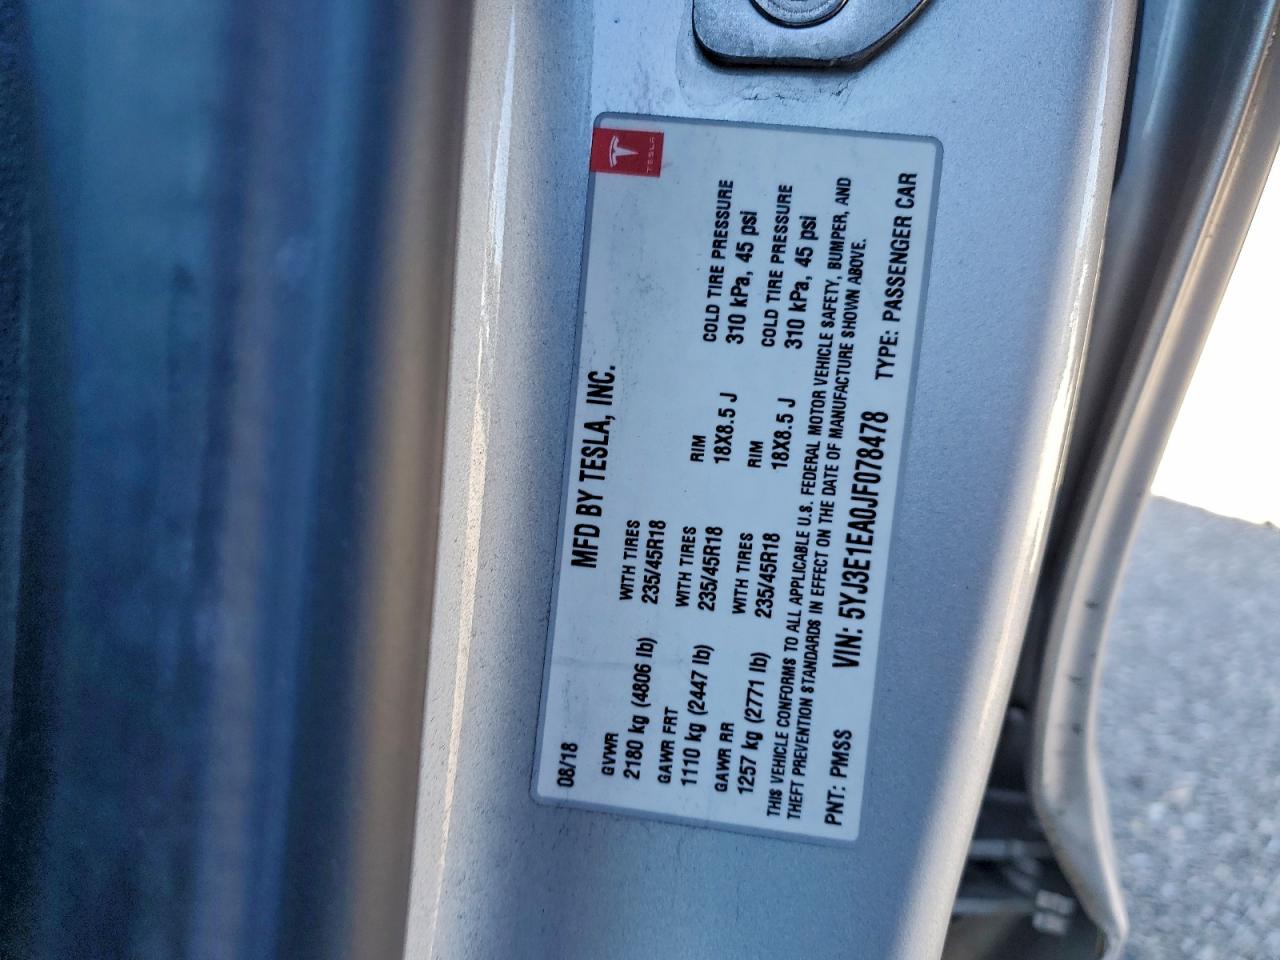 TESLA
08/18 MFD BY TESLA, INC.
GVWR WITH TIRES
2180 kg (4806 lb) 235/45R18
GAWR FRT WITH TIRES RIM COLD TIRE PRESSURE
1110 kg (2447 lb) 235/45R18 18X8.5 J 310 kPa, 45 psi
GAWR RR WITH TIRES RIM COLD TIRE PRESSURE
1257 kg (2771 lb) 235/45R18 18X8.5 J 310 kPa, 45 psi
THIS VEHICLE CONFORMS TO ALL APPLICABLE U.S. FEDERAL MOTOR VEHICLE SAFETY, BUMPER, AND
THEFT PREVENTION STANDARDS IN EFFECT ON THE DATE OF MANUFACTURE SHOWN ABOVE.
PNT: PMSS VIN: 5YJ3E1EA0JF078478 TYPE: PASSENGER CAR